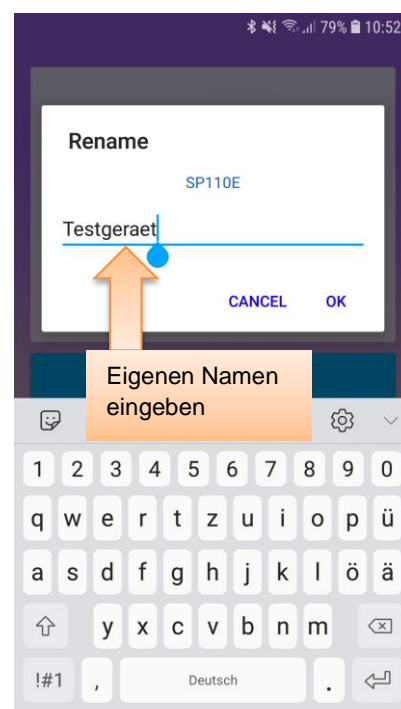 79% 10:52
Rename
SP110E
Testgeraet
CANCEL OK
Eigenen Namen
eingeben
1 2 3 4 5 6 7 8 9 0
q w e r t z u i o p ü
a s d f g h j k l ö ä
y x c v b n m
!#1 , Deutsch .